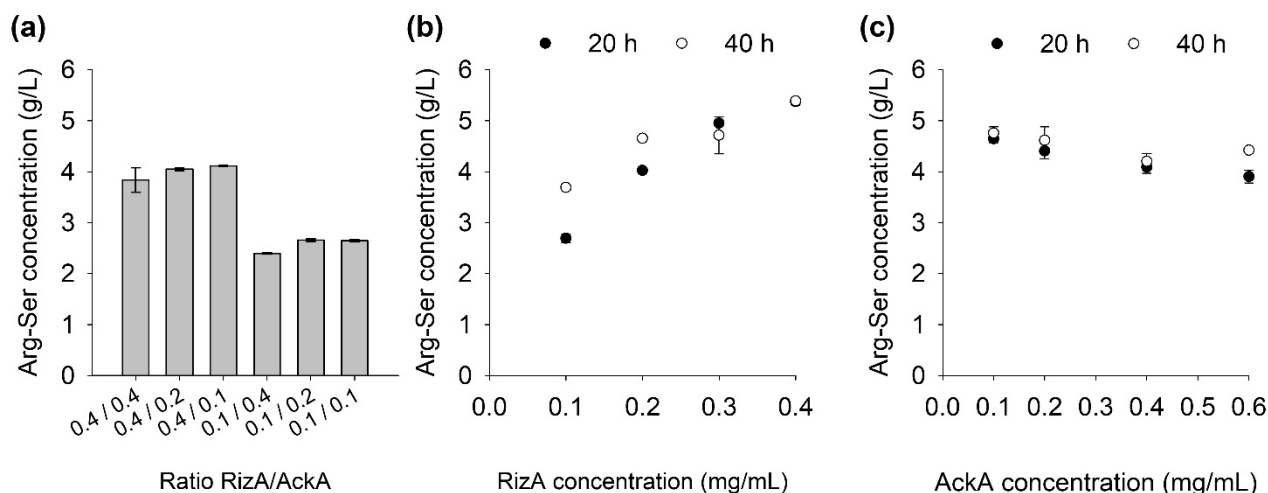 (a)
Arg-Ser concentration (g/L)
6
5
4
3
2
1
0
0.4 / 0.4
0.4 / 0.2
0.4 / 0.1
0.1 / 0.4
0.1 / 0.2
0.1 / 0.1
Ratio RizA/AckA
(b)
20 h
40 h
Arg-Ser concentration (g/L)
6
5
4
3
2
1
0
0.0 0.1 0.2 0.3 0.4
RizA concentration (mg/mL)
(c)
20 h
40 h
Arg-Ser concentration (g/L)
6
5
4
3
2
1
0
0.0 0.1 0.2 0.3 0.4 0.5 0.6
AckA concentration (mg/mL)